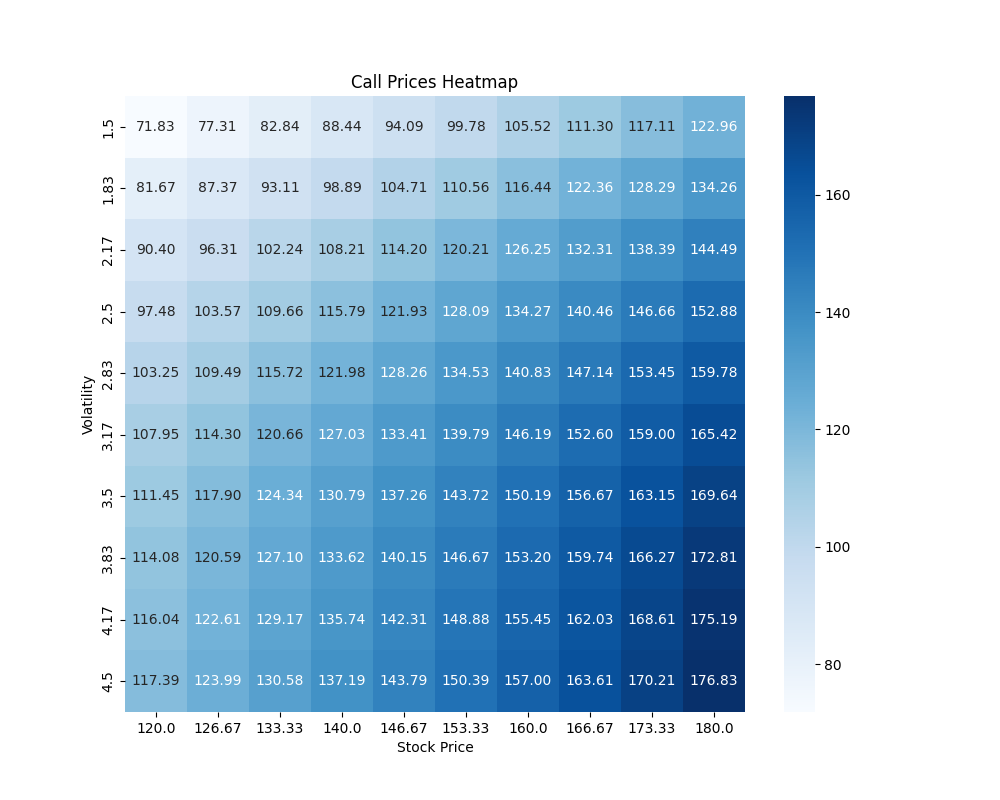 Call Prices Heatmap
1.5 71.83 77.31 82.84 88.44 94.09 99.78 105.52 111.30 117.11 122.96
1.83 81.67 87.37 93.11 98.89 104.71 110.56 116.44 122.36 128.29 134.26
2.17 90.40 96.31 102.24 108.21 114.20 120.21 126.25 132.31 138.39 144.49
2.5 97.48 103.57 109.66 115.79 121.93 128.09 134.27 140.46 146.66 152.88
2.83 103.25 109.49 115.72 121.98 128.26 134.53 140.83 147.14 153.45 159.78
3.17 107.95 114.30 120.66 127.03 133.41 139.79 146.19 152.60 159.00 165.42
3.5 111.45 117.90 124.34 130.79 137.26 143.72 150.19 156.67 163.15 169.64
3.83 114.08 120.59 127.10 133.62 140.15 146.67 153.20 159.74 166.27 172.81
4.17 116.04 122.61 129.17 135.74 142.31 148.88 155.45 162.03 168.61 175.19
4.5 117.39 123.99 130.58 137.19 143.79 150.39 157.00 163.61 170.21 176.83
120.0 126.67 133.33 140.0 146.67 153.33 160.0 166.67 173.33 180.0
Stock Price
Volatility
160
140
120
100
80